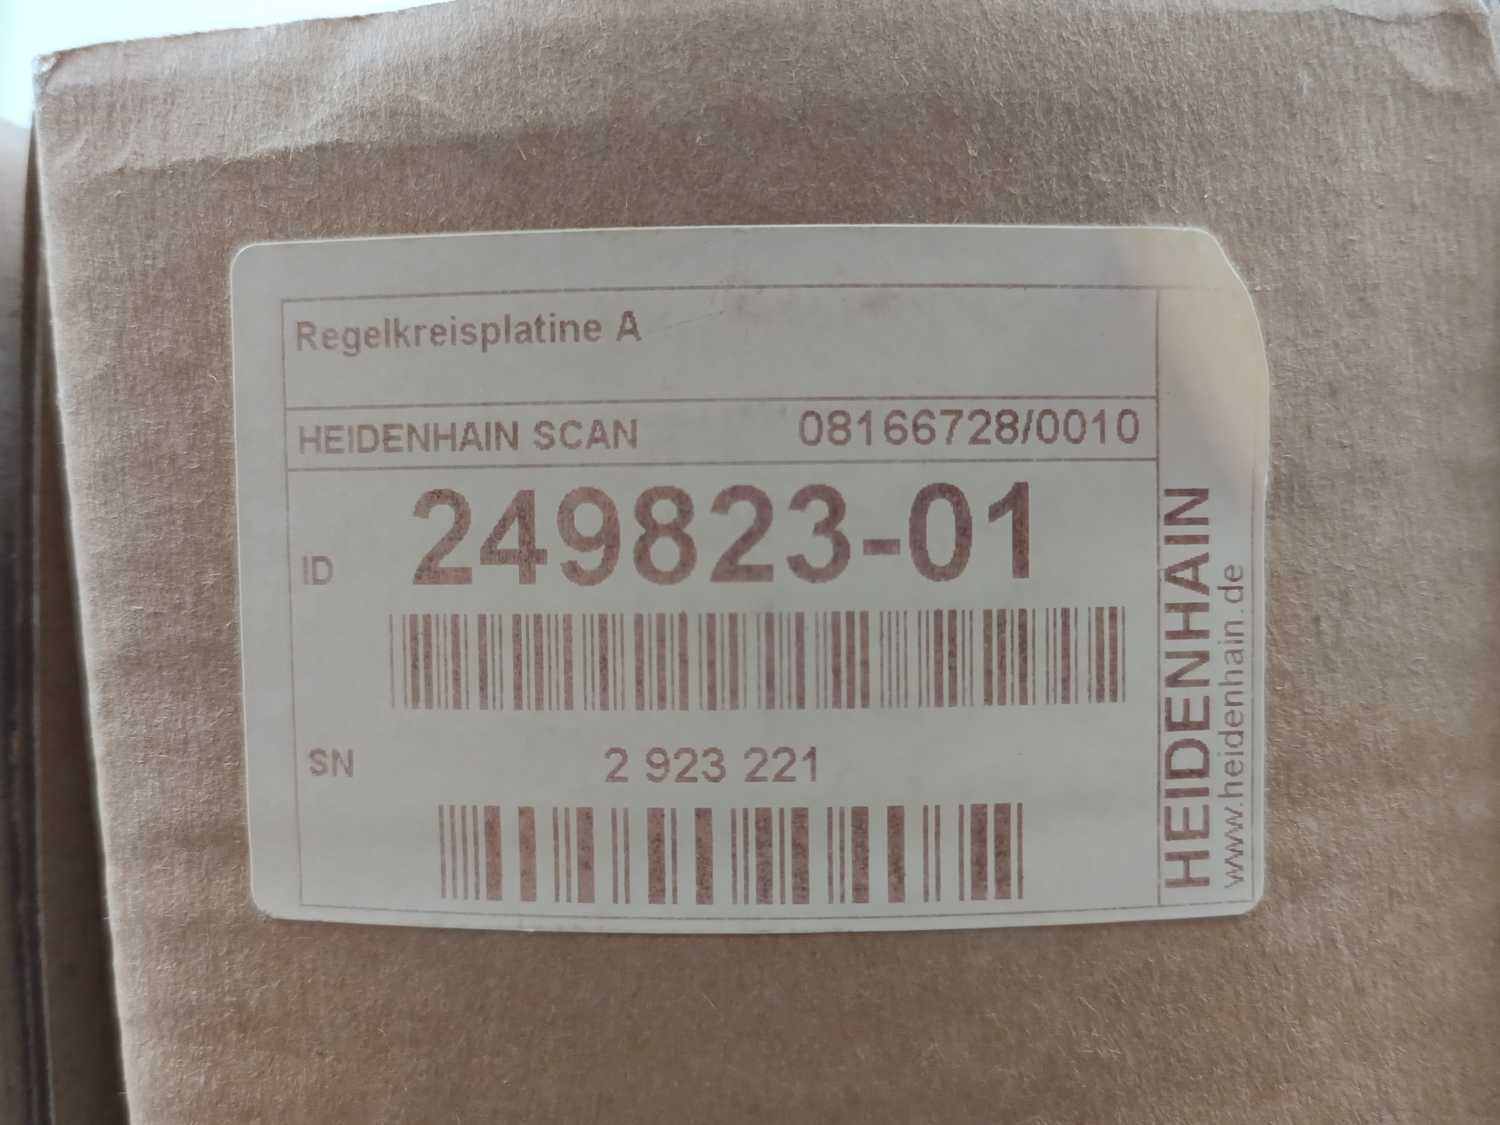 Regelkreisplatine A
HEIDENHAIN SCAN 08166728/0010
ID 249823-01
SN 2 923 221
HEIDENHAIN
www.heidenhain.de